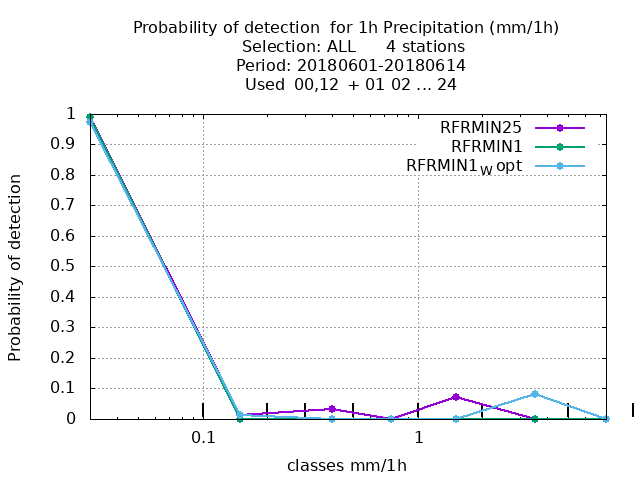 Probability of detection  for 1h Precipitation (mm/1h)
Selection: ALL      4 stations
Period: 20180601-20180614
Used  00,12  + 01 02 ... 24
RFRMIN25
RFRMIN1
RFRMIN1W opt
1
0.9
0.8
0.7
0.6
0.5
0.4
0.3
0.2
0.1
0
Probability of detection
0.1 1
classes mm/1h